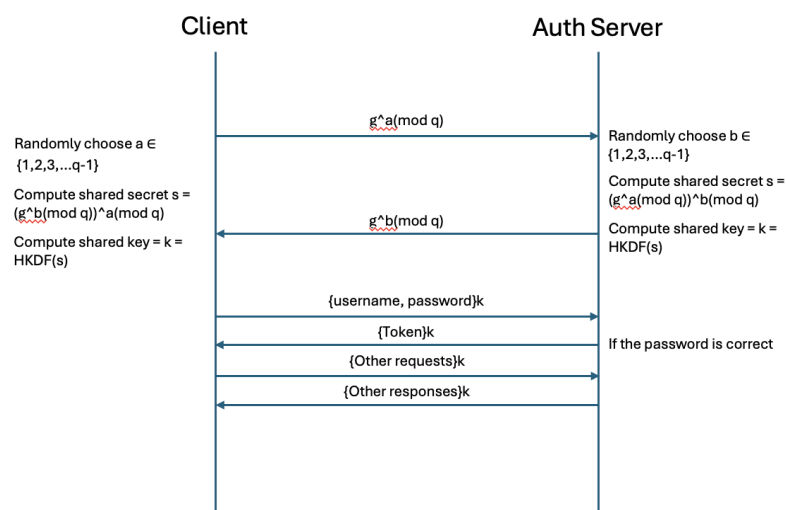 Client
Auth Server
g^a(mod q)
Randomly choose a ∈
{1,2,3,...q-1}
Compute shared secret s =
(g^b(mod q))^a(mod q)
Compute shared key = k =
HKDF(s)
Randomly choose b ∈
{1,2,3,...q-1}
Compute shared secret s =
(g^a(mod q))^b(mod q)
Compute shared key = k =
HKDF(s)
g^b(mod q)
{username, password}k
{Token}k
If the password is correct
{Other requests}k
{Other responses}k